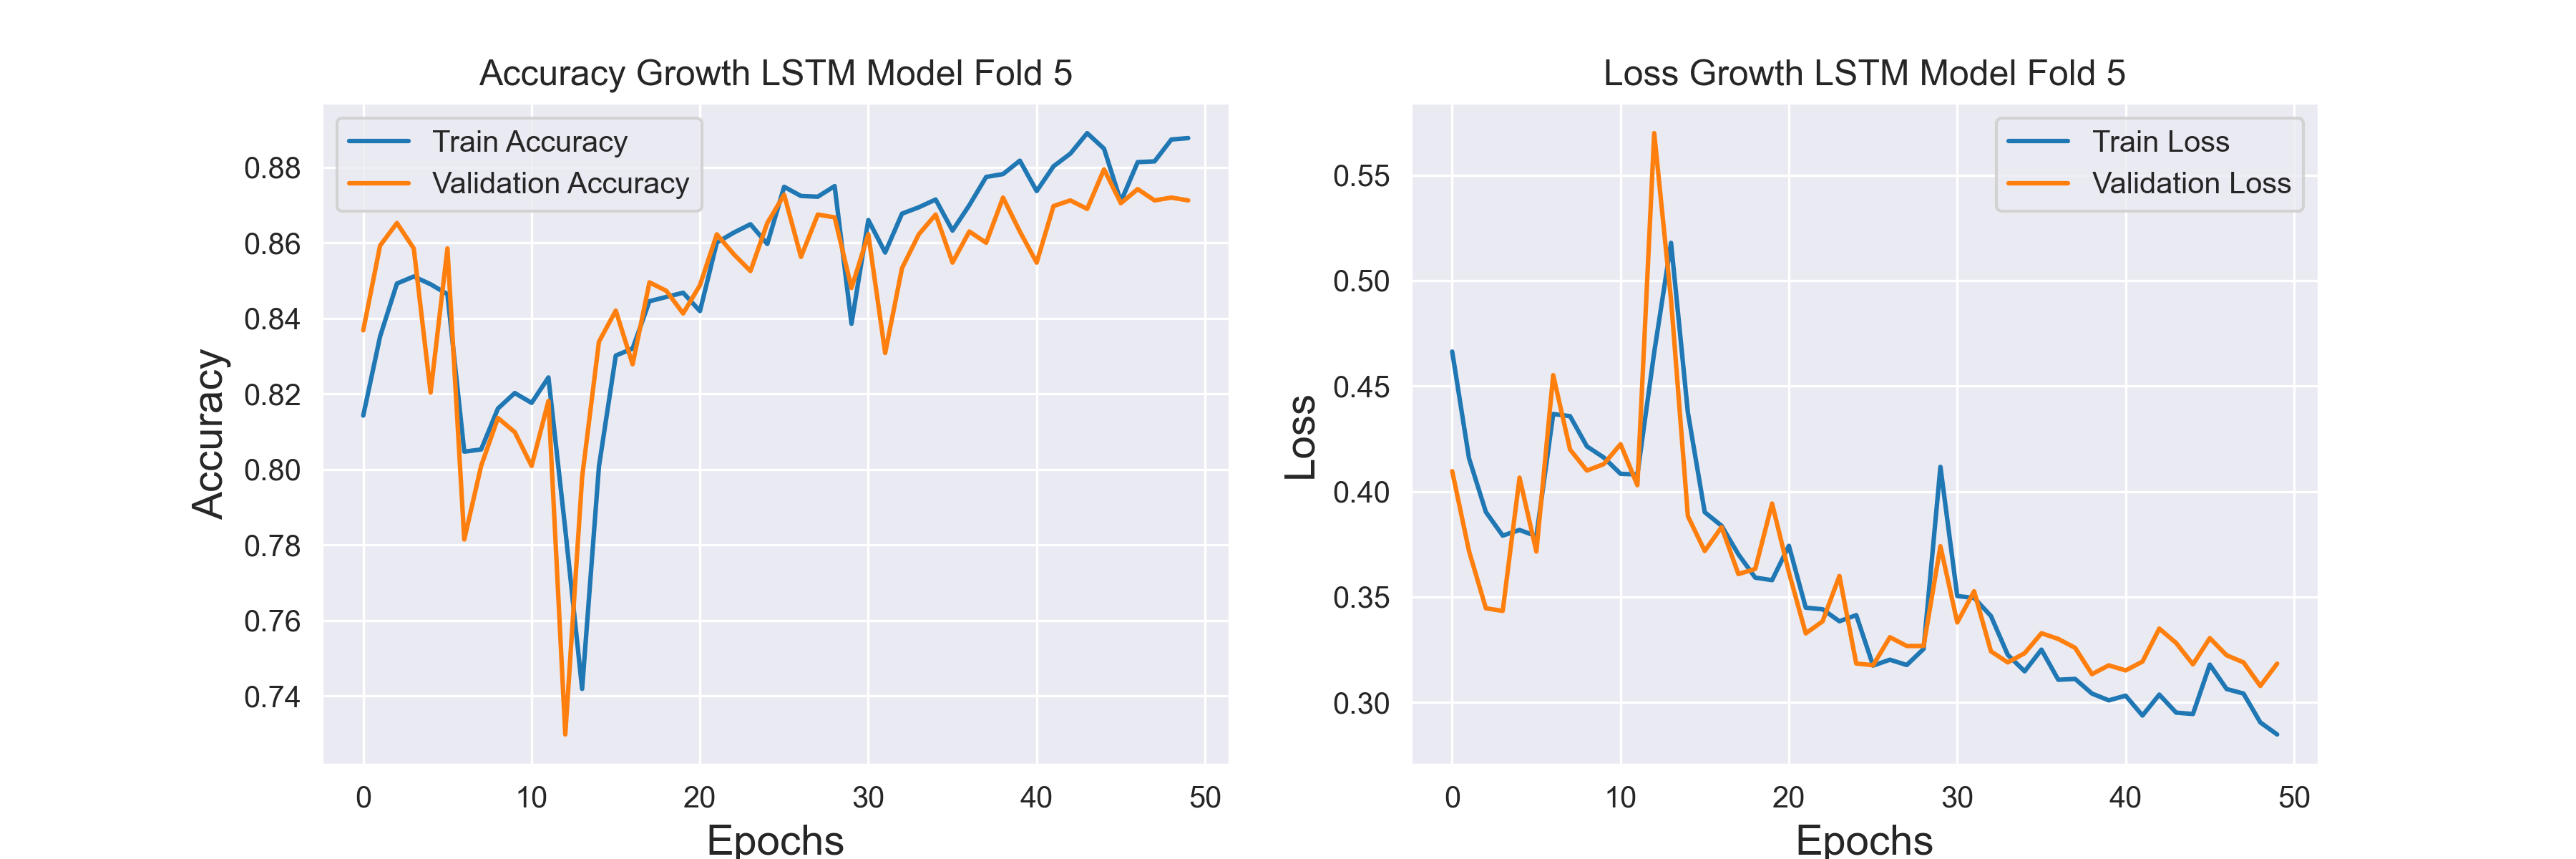 Accuracy Growth LSTM Model Fold 5
Train Accuracy
Validation Accuracy
0.88
0.86
0.84
0.82
0.80
0.78
0.76
0.74
Accuracy
0 10 20 30 40 50
Epochs
Loss Growth LSTM Model Fold 5
Train Loss
Validation Loss
0.55
0.50
0.45
0.40
0.35
0.30
Loss
0 10 20 30 40 50
Epochs